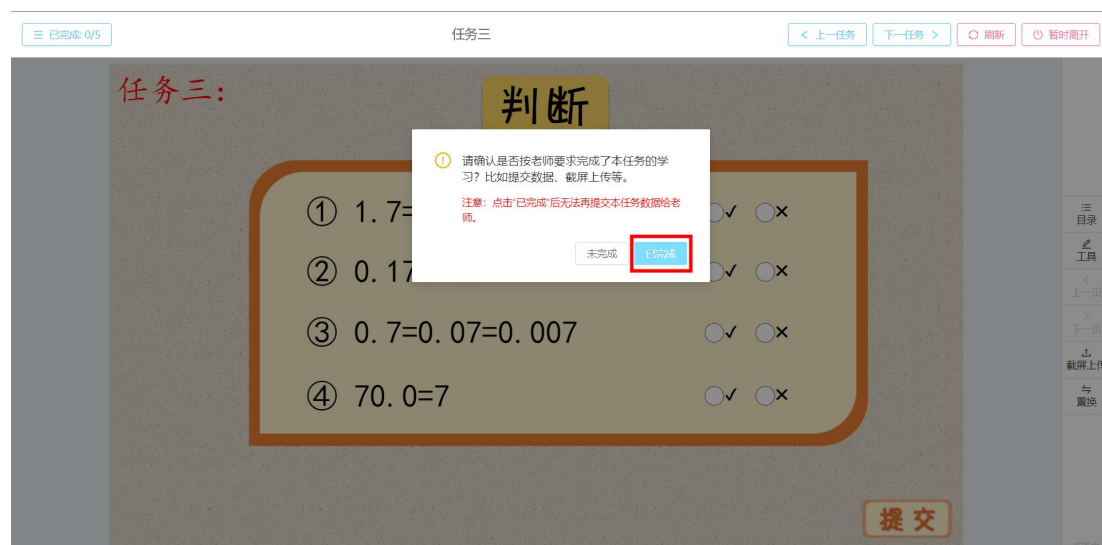 三 已完成: 0/5
任务三
< 上一任务
下一任务 >
刷新
暂时离开
任务三:
判断
请确认是否按老师要求完成了本任务的学
习?比如提交数据、截屏上传等。
注意:点击“已完成”后无法再提交本任务数据给老
师。
未完成
已完成
① 1.7=
✓ ×
② 0.17
✓ ×
③ 0.7=0.07=0.007
✓ ×
④ 70.0=7
✓ ×
提交
目录
工具
上一页
下一页
截屏上传
置换